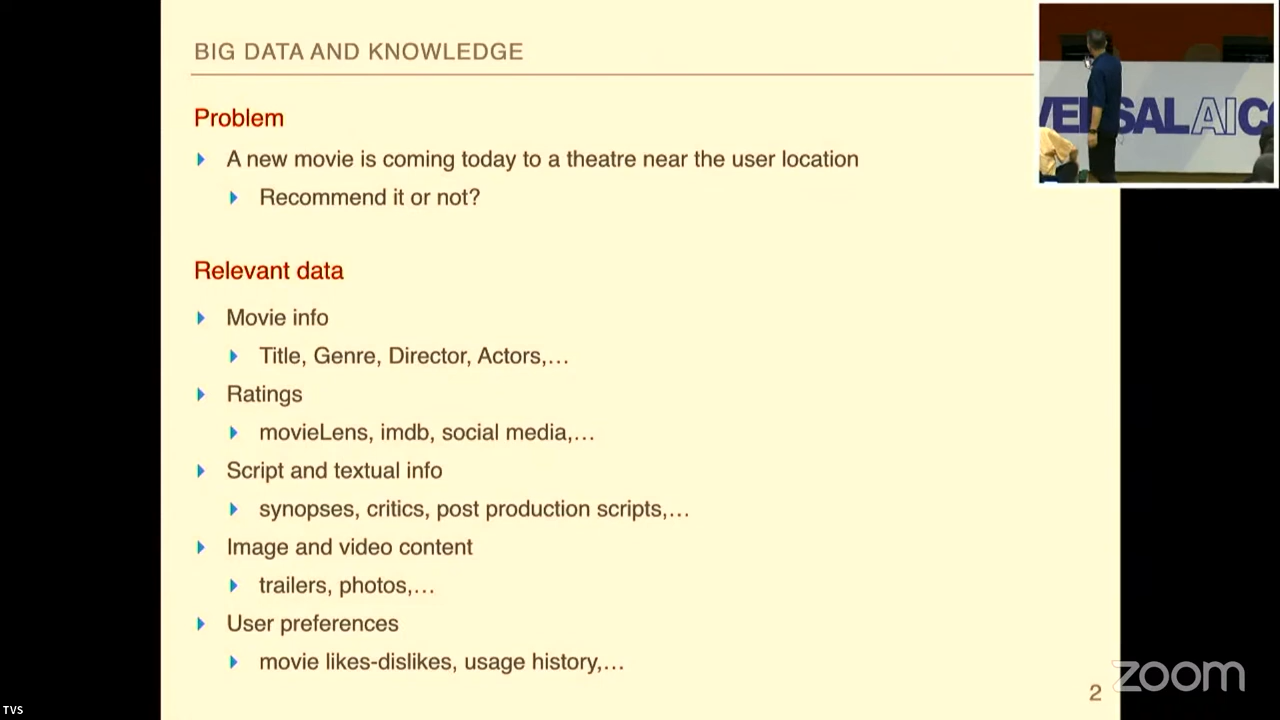 BIG DATA AND KNOWLEDGE
Problem
A new movie is coming today to a theatre near the user location
Recommend it or not?
Relevant data
Movie info
Title, Genre, Director, Actors,...
Ratings
movieLens, imdb, social media,...
Script and textual info
synopses, critics, post production scripts,...
Image and video content
trailers, photos,...
User preferences
movie likes-dislikes, usage history,...
2
VERSAL AI CO
zoom
TVS